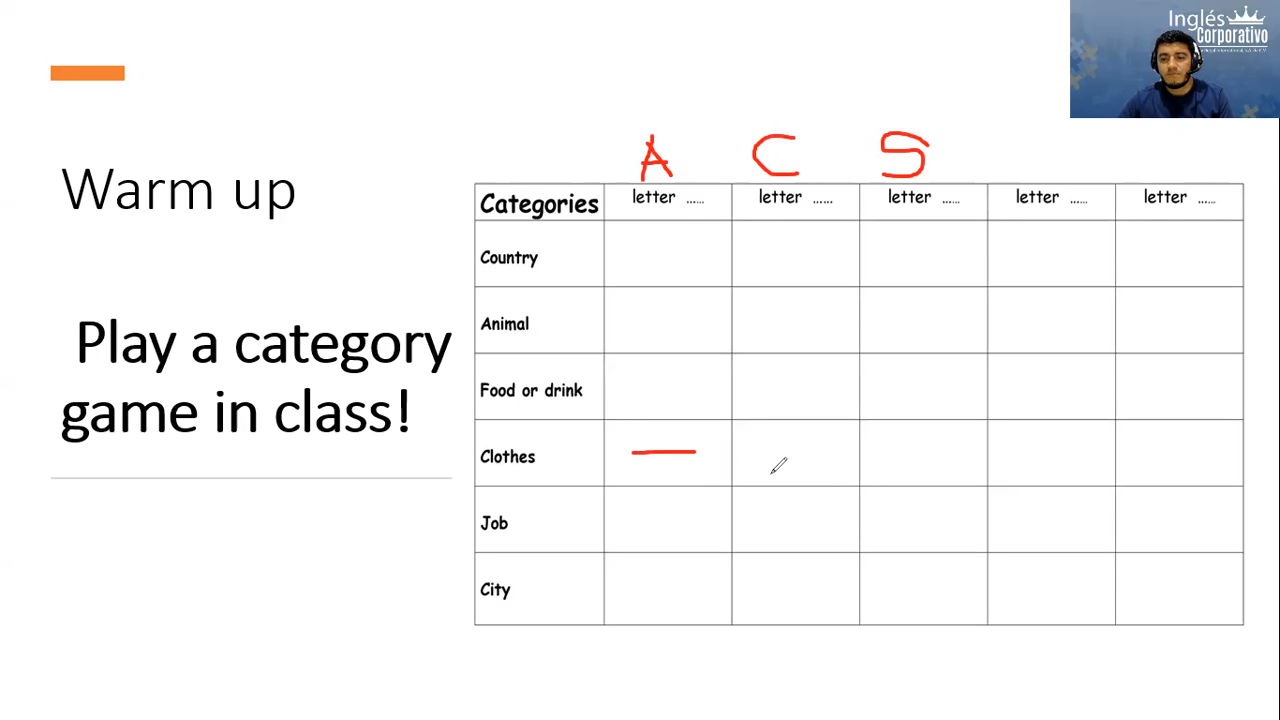 Inglés
Corporativo
Warm up
Play a category
game in class!
A C S
Categories letter ...... letter ...... letter ...... letter ...... letter ......
Country
Animal
Food or drink
Clothes
Job
City